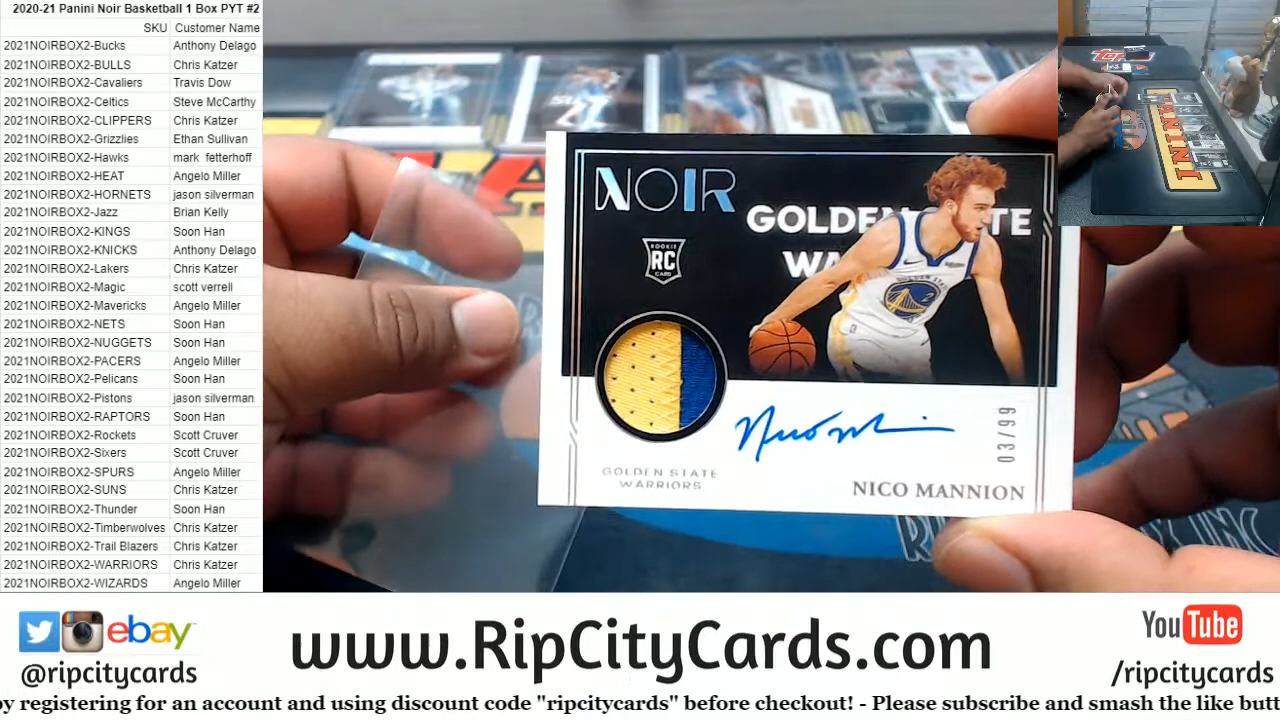 2020-21 Panini Noir Basketball 1 Box PYT #2
SKU Customer Name
2021NOIRBOX2-Bucks Anthony Delago
2021NOIRBOX2-BULLS Chris Katzer
2021NOIRBOX2-Cavaliers Travis Dow
2021NOIRBOX2-Celtics Steve McCarthy
2021NOIRBOX2-CLIPPERS Chris Katzer
2021NOIRBOX2-Grizzlies Ethan Sullivan
2021NOIRBOX2-Hawks mark fetterhoff
2021NOIRBOX2-HEAT Angelo Miller
2021NOIRBOX2-HORNETS jason silverman
2021NOIRBOX2-Jazz Brian Kelly
2021NOIRBOX2-KINGS Soon Han
2021NOIRBOX2-KNICKS Anthony Delago
2021NOIRBOX2-Lakers Chris Katzer
2021NOIRBOX2-Magic scott verrell
2021NOIRBOX2-Mavericks Angelo Miller
2021NOIRBOX2-NETS Soon Han
2021NOIRBOX2-NUGGETS Soon Han
2021NOIRBOX2-PACERS Angelo Miller
2021NOIRBOX2-Pelicans Soon Han
2021NOIRBOX2-Pistons jason silverman
2021NOIRBOX2-RAPTORS Soon Han
2021NOIRBOX2-Rockets Scott Cruver
2021NOIRBOX2-Sixers Scott Cruver
2021NOIRBOX2-SPURS Angelo Miller
2021NOIRBOX2-SUNS Chris Katzer
2021NOIRBOX2-Thunder Soon Han
2021NOIRBOX2-Timberwolves Chris Katzer
2021NOIRBOX2-Trail Blazers Chris Katzer
2021NOIRBOX2-WARRIORS Chris Katzer
2021NOIRBOX2-WIZARDS Angelo Miller
NOIR
ROOKIE
RC
CARD
GOLDEN STATE
WA
2
GOLDEN STATE
WARRIORS
03/99
NICO MANNION
PANINI
ebay
@ripcitycards
www.RipCityCards.com
YouTube
/ripcitycards
by registering for an account and using discount code "ripcitycards" before checkout! - Please subscribe and smash the like butt